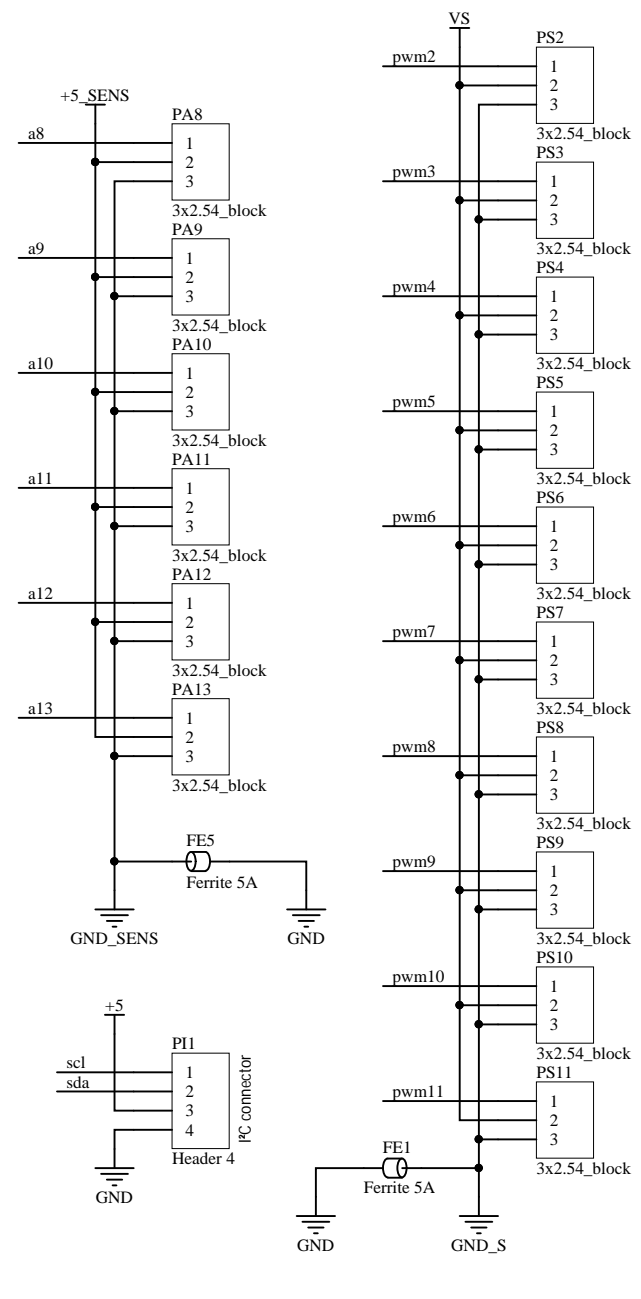 +5_SENS
a8
PA8
1
2
3
3x2.54_block
a9
PA9
1
2
3
3x2.54_block
a10
PA10
1
2
3
3x2.54_block
a11
PA11
1
2
3
3x2.54_block
a12
PA12
1
2
3
3x2.54_block
a13
PA13
1
2
3
3x2.54_block
FE5
Ferrite 5A
GND_SENS
GND
+5
PI1
scl
sda
1
2
3
4
I²C connector
Header 4
GND
VS
pwm2
PS2
1
2
3
3x2.54_block
pwm3
PS3
1
2
3
3x2.54_block
pwm4
PS4
1
2
3
3x2.54_block
pwm5
PS5
1
2
3
3x2.54_block
pwm6
PS6
1
2
3
3x2.54_block
pwm7
PS7
1
2
3
3x2.54_block
pwm8
PS8
1
2
3
3x2.54_block
pwm9
PS9
1
2
3
3x2.54_block
pwm10
PS10
1
2
3
3x2.54_block
pwm11
PS11
1
2
3
3x2.54_block
FE1
Ferrite 5A
GND
GND_S